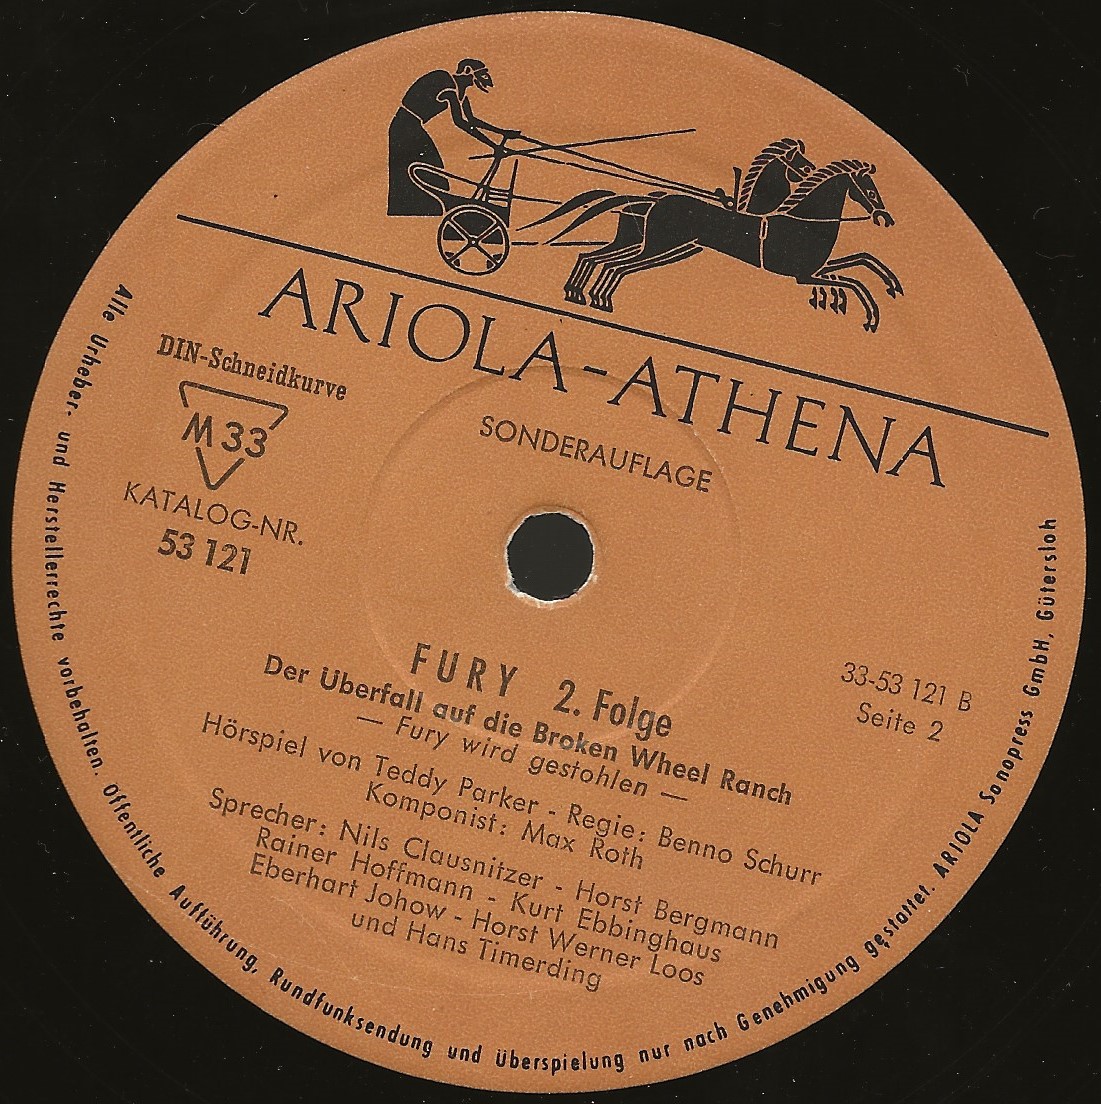 ARIOLA-ATHENA
SONDERAUFLAGE
DIN-Schneidkurve
M 33
KATALOG-NR.
53 121
33-53 121 B
Seite 2
FURY 2. Folge
Der Uberfall auf die Broken Wheel Ranch
— Fury wird gestohlen —
Hörspiel von Teddy Parker - Regie: Benno Schurr
Komponist: Max Roth
Sprecher: Nils Clausnitzer - Horst Bergmann
Rainer Hoffmann - Kurt Ebbinghaus
Eberhart Johow - Horst Werner Loos
und Hans Timerding
Alle Urheber- und Herstellerrechte vorbehalten. Öffentliche Aufführung, Rundfunksendung und Überspielung nur nach Genehmigung gestattet. ARIOLA Sonopress GmbH, Gütersloh